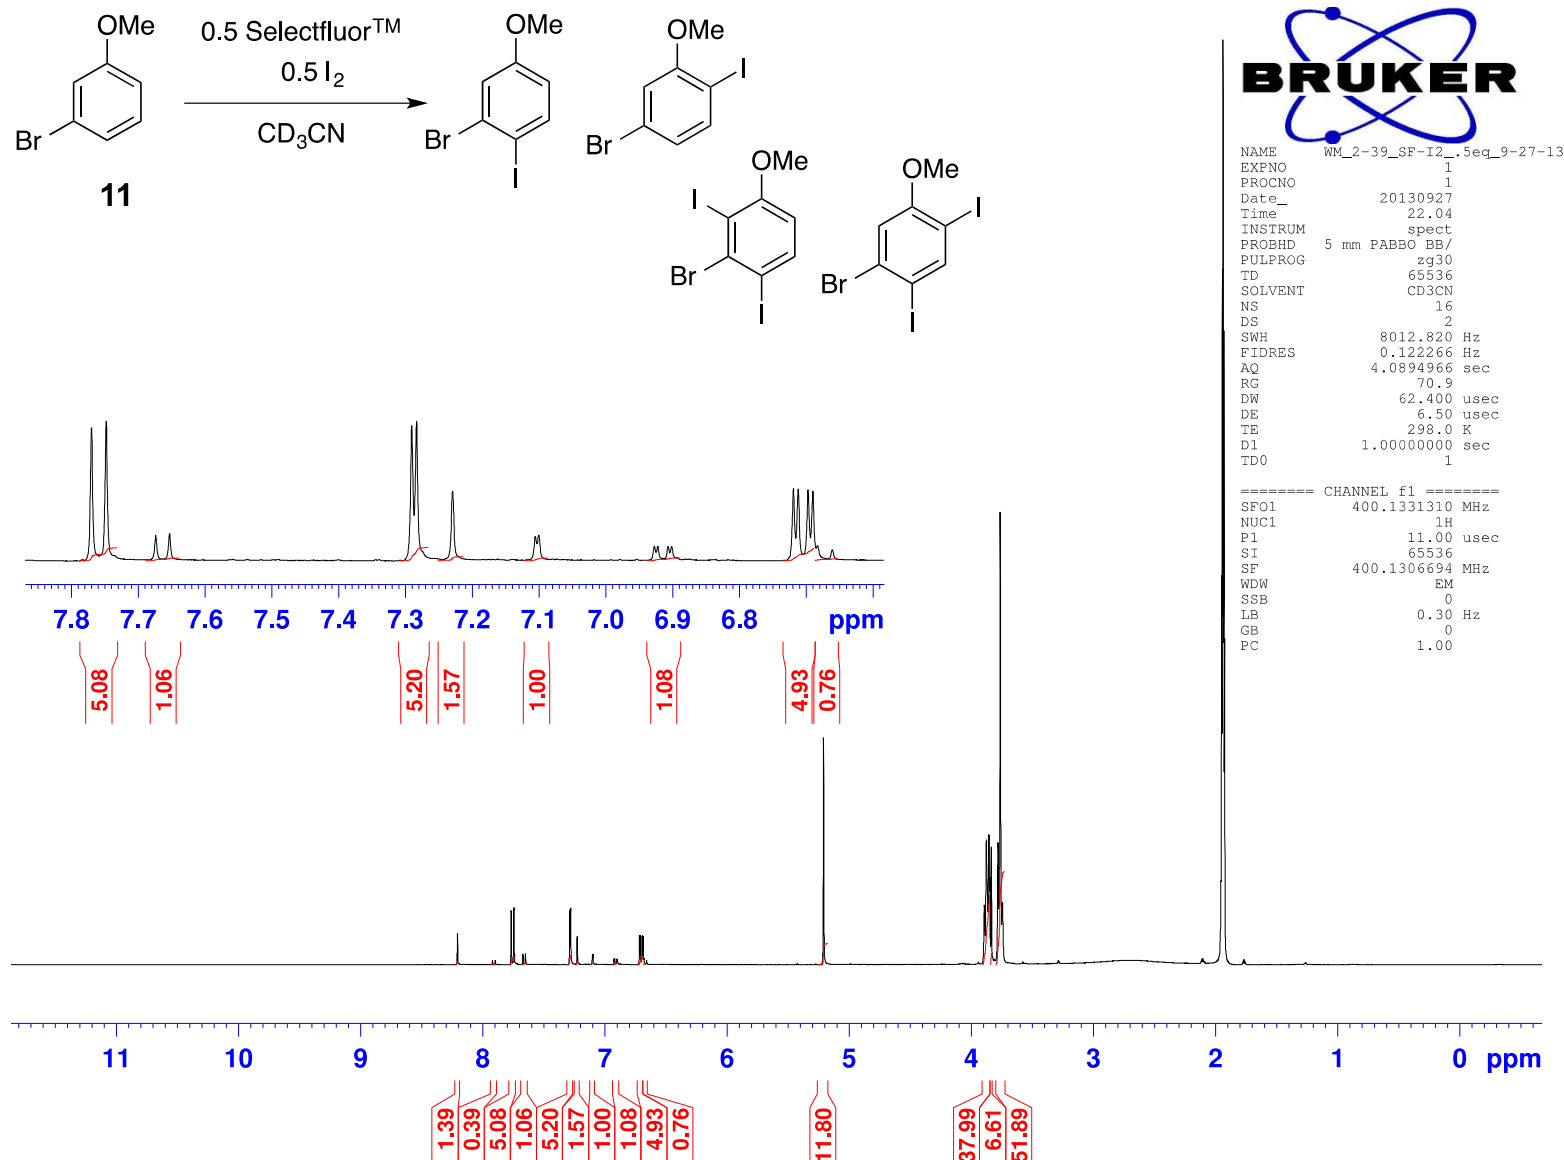 OMe
0.5 Selectfluor™
0.5 I2
CD3CN
Br
11
OMe
Br
I
OMe
I
Br
OMe
I
Br
I
OMe
I
Br
I
BRUKER
NAME WM_2-39_SF-I2_.5eq_9-27-13
EXPNO 1
PROCNO 1
Date_ 20130927
Time 22.04
INSTRUM spect
PROBHD 5 mm PABBO BB/
PULPROG zg30
TD 65536
SOLVENT CD3CN
NS 16
DS 2
SWH 8012.820 Hz
FIDRES 0.122266 Hz
AQ 4.0894966 sec
RG 70.9
DW 62.400 usec
DE 6.50 usec
TE 298.0 K
D1 1.00000000 sec
TD0 1
======== CHANNEL f1 ========
SFO1 400.1331310 MHz
NUC1 1H
P1 11.00 usec
SI 65536
SF 400.1306694 MHz
WDW EM
SSB 0
LB 0.30 Hz
GB 0
PC 1.00
7.8 7.7 7.6 7.5 7.4 7.3 7.2 7.1 7.0 6.9 6.8 ppm
5.08 1.06 5.20 1.57 1.00 1.08 4.93 0.76
11 10 9 8 7 6 5 4 3 2 1 0 ppm
1.39 0.39 5.08 1.06 5.20 1.57 1.00 1.08 4.93 0.76 11.80 37.99 6.61 51.89